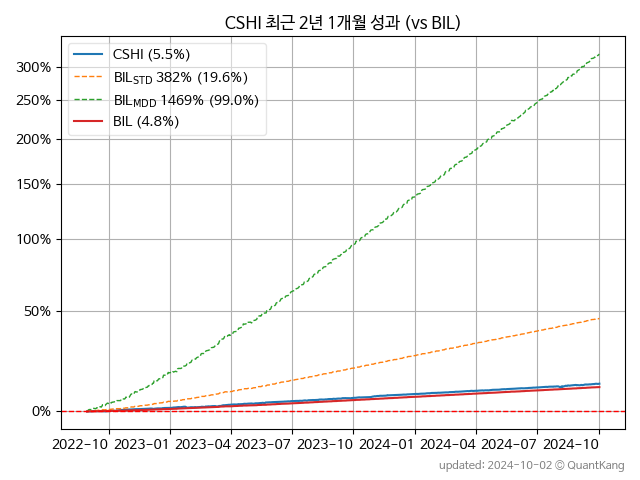 CSHI 최근 2년 1개월 성과 (vs BIL)
CSHI (5.5%)
BIL_STD 382% (19.6%)
BIL_MDD 1469% (99.0%)
BIL (4.8%)
300%
250%
200%
150%
100%
50%
0%
2022-10 2023-01 2023-04 2023-07 2023-10 2024-01 2024-04 2024-07 2024-10
updated: 2024-10-02 © QuantKang